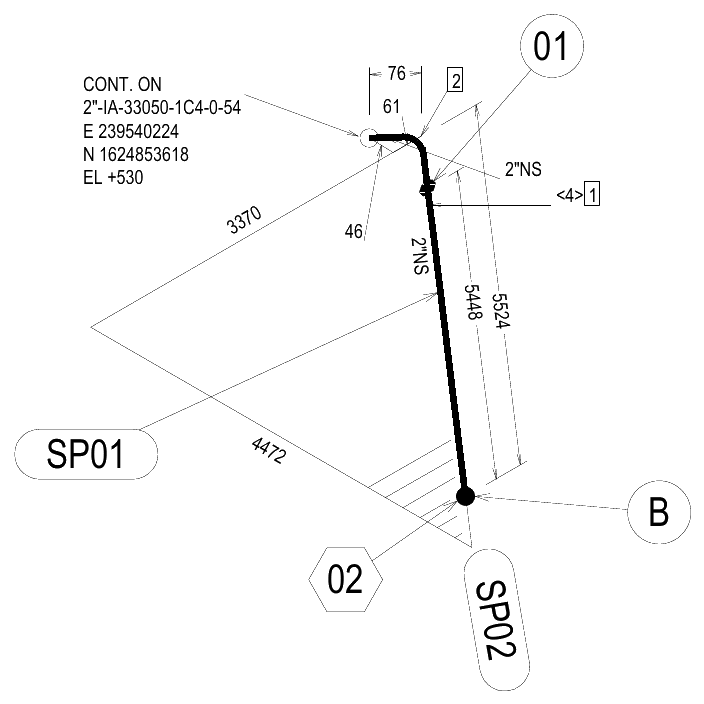 01
76
2
CONT. ON
2"-IA-33050-1C4-0-54
E 239540224
N 1624853618
EL +530
61
2"NS
<4> 1
3370
46
2"NS
5448
5524
SP01
4472
B
02
SP02